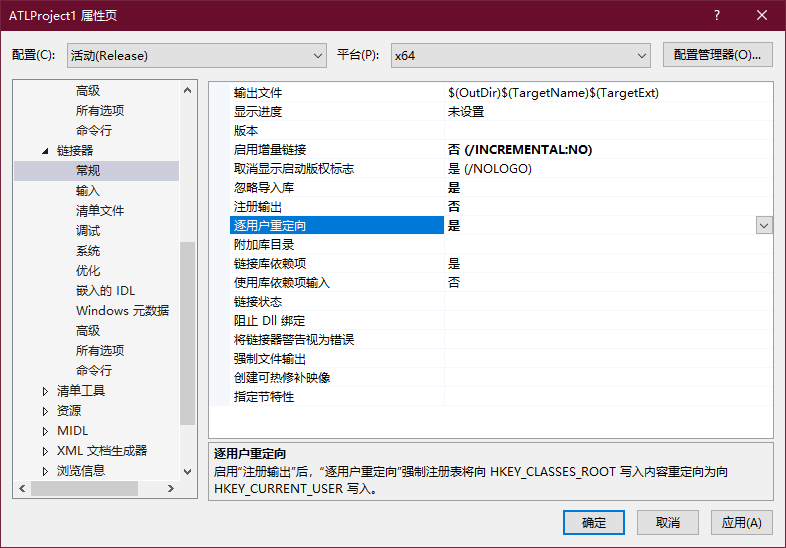 ATLProject1 属性页
配置(C): 活动(Release) 平台(P): x64 配置管理器(O)...
高级
所有选项
命令行
链接器
常规
输入
清单文件
调试
系统
优化
嵌入的 IDL
Windows 元数据
高级
所有选项
命令行
清单工具
资源
MIDL
XML 文档生成器
浏览信息
输出文件 $(OutDir)$(TargetName)$(TargetExt)
显示进度 未设置
版本
启用增量链接 否 (/INCREMENTAL:NO)
取消显示启动版权标志 是 (/NOLOGO)
忽略导入库 是
注册输出 否
逐用户重定向 是
附加库目录
链接库依赖项 是
使用库依赖项输入 否
链接状态
阻止 Dll 绑定
将链接器警告视为错误
强制文件输出
创建可热修补映像
指定节特性
逐用户重定向
启用“注册输出”后，“逐用户重定向”强制注册表将向 HKEY_CLASSES_ROOT 写入内容重定向为向
HKEY_CURRENT_USER 写入。
确定 取消 应用(A)